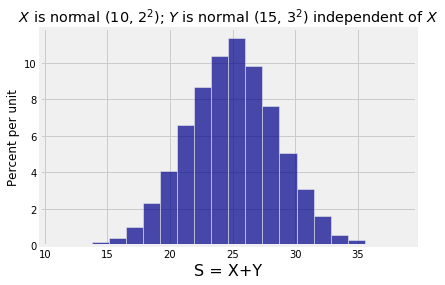 X is normal (10, 2²); Y is normal (15, 3²) independent of X
Percent per unit
10
8
6
4
2
0
10 15 20 25 30 35
S = X+Y